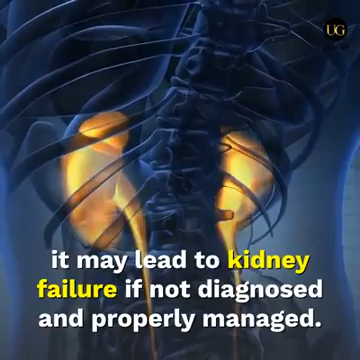 UG
it may lead to kidney
failure if not diagnosed
and properly managed.